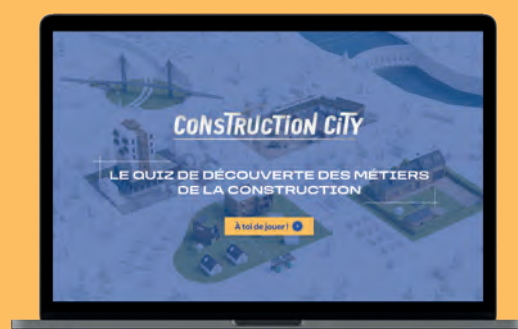 CONSTRUCTION CITY
LE QUIZ DE DÉCOUVERTE DES MÉTIERS
DE LA CONSTRUCTION
À toi de jouer !